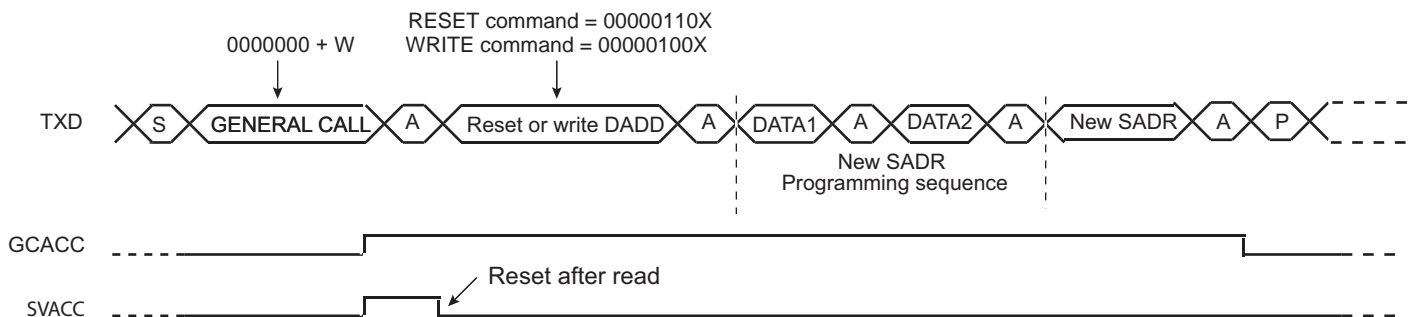 RESET command = 00000110X
0000000 + W
WRITE command = 00000100X
TXD
S
GENERAL CALL
A
Reset or write DADD
A
DATA1
A
DATA2
A
New SADR
A
P
New SADR
Programming sequence
GCACC
Reset after read
SVACC